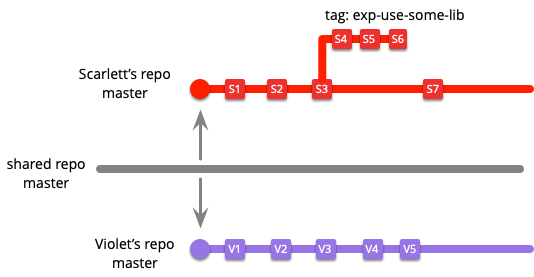 tag: exp-use-some-lib
S4 S5 S6
Scarlett's repo
master
S1 S2 S3 S7
shared repo
master
Violet's repo
master
V1 V2 V3 V4 V5